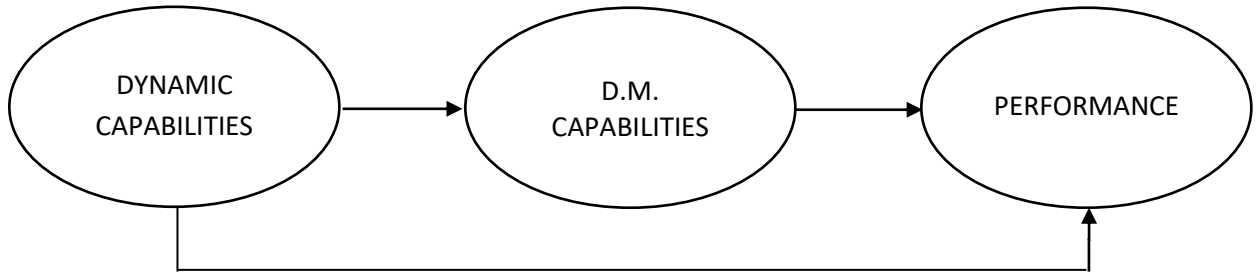 DYNAMIC
CAPABILITIES
D.M.
CAPABILITIES
PERFORMANCE